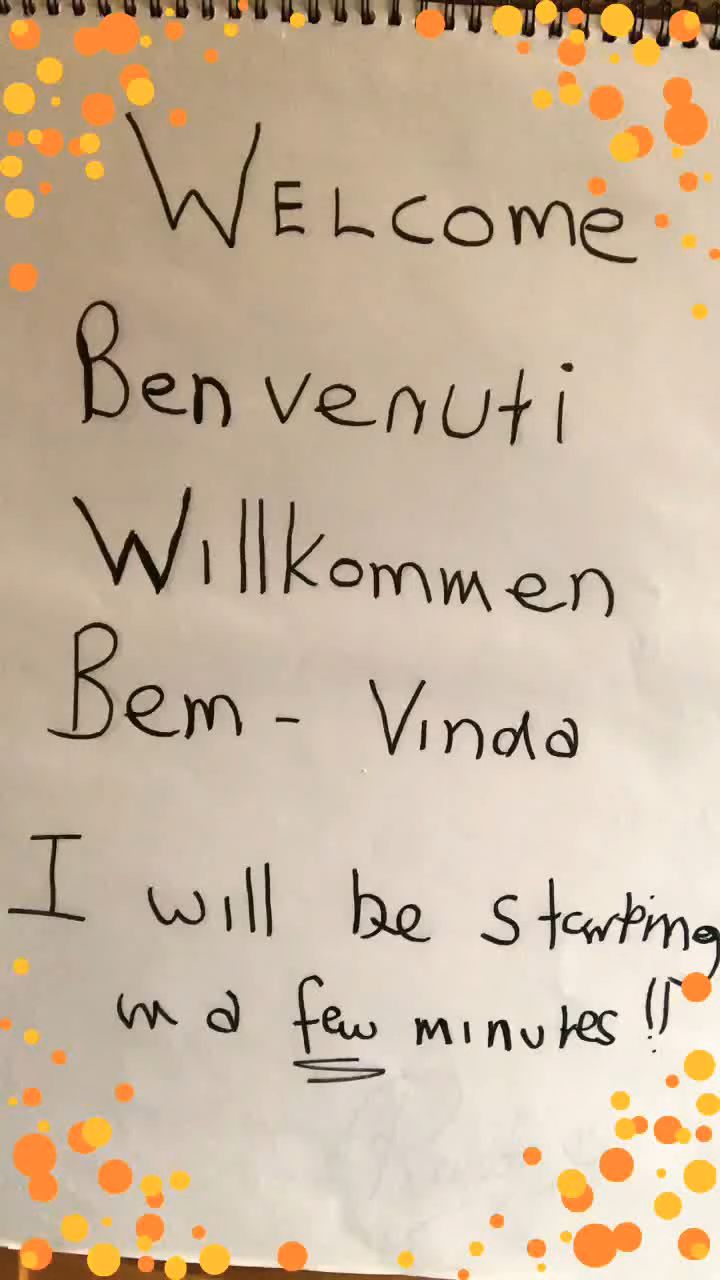 WELCOME
Benvenuti
Willkommen
Bem - Vinda
I will be starting
in a few minutes!!